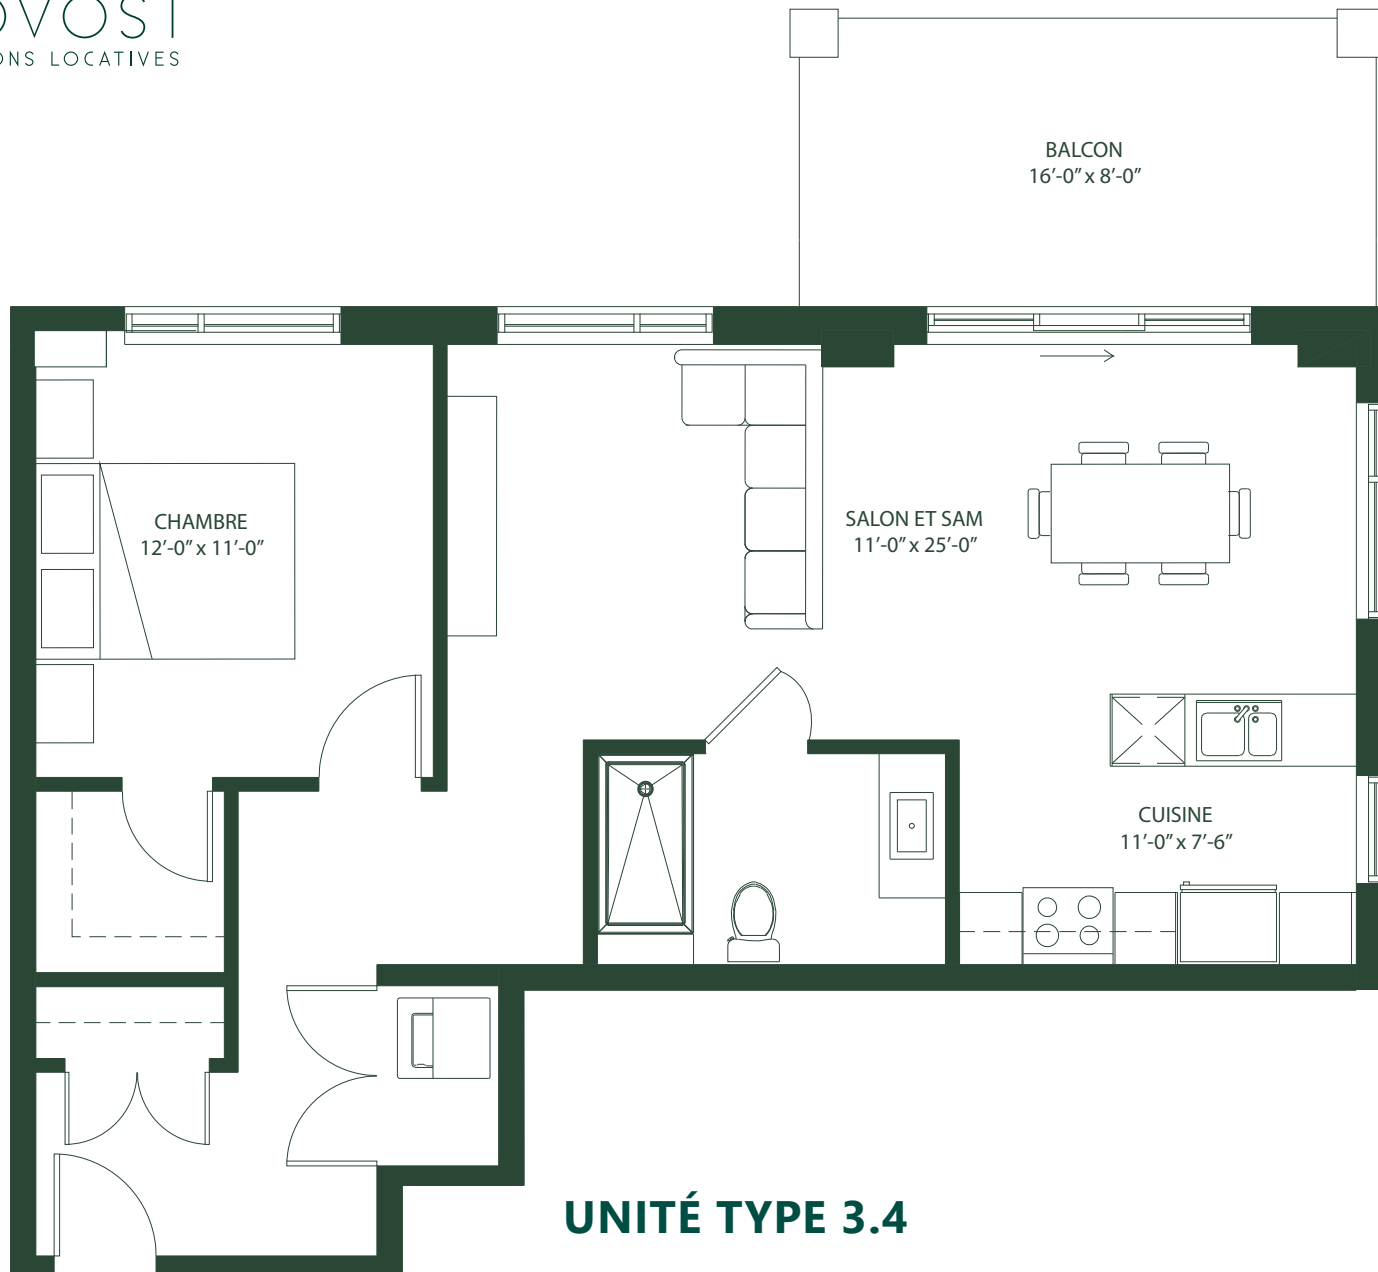 LOCATIVES
BALCON
16'-0" x 8'-0"
CHAMBRE
12'-0" x 11'-0"
SALON ET SAM
11'-0" x 25'-0"
CUISINE
11'-0" x 7'-6"
UNITÉ TYPE 3.4